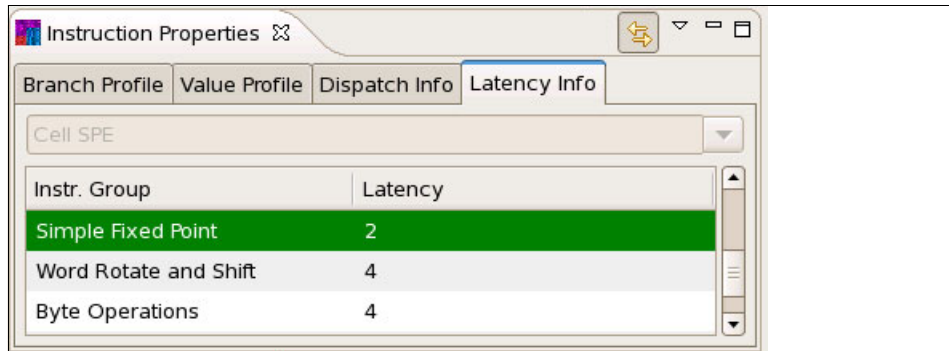 Instruction Properties
Branch Profile Value Profile Dispatch Info Latency Info
Cell SPE
Instr. Group Latency
Simple Fixed Point 2
Word Rotate and Shift 4
Byte Operations 4